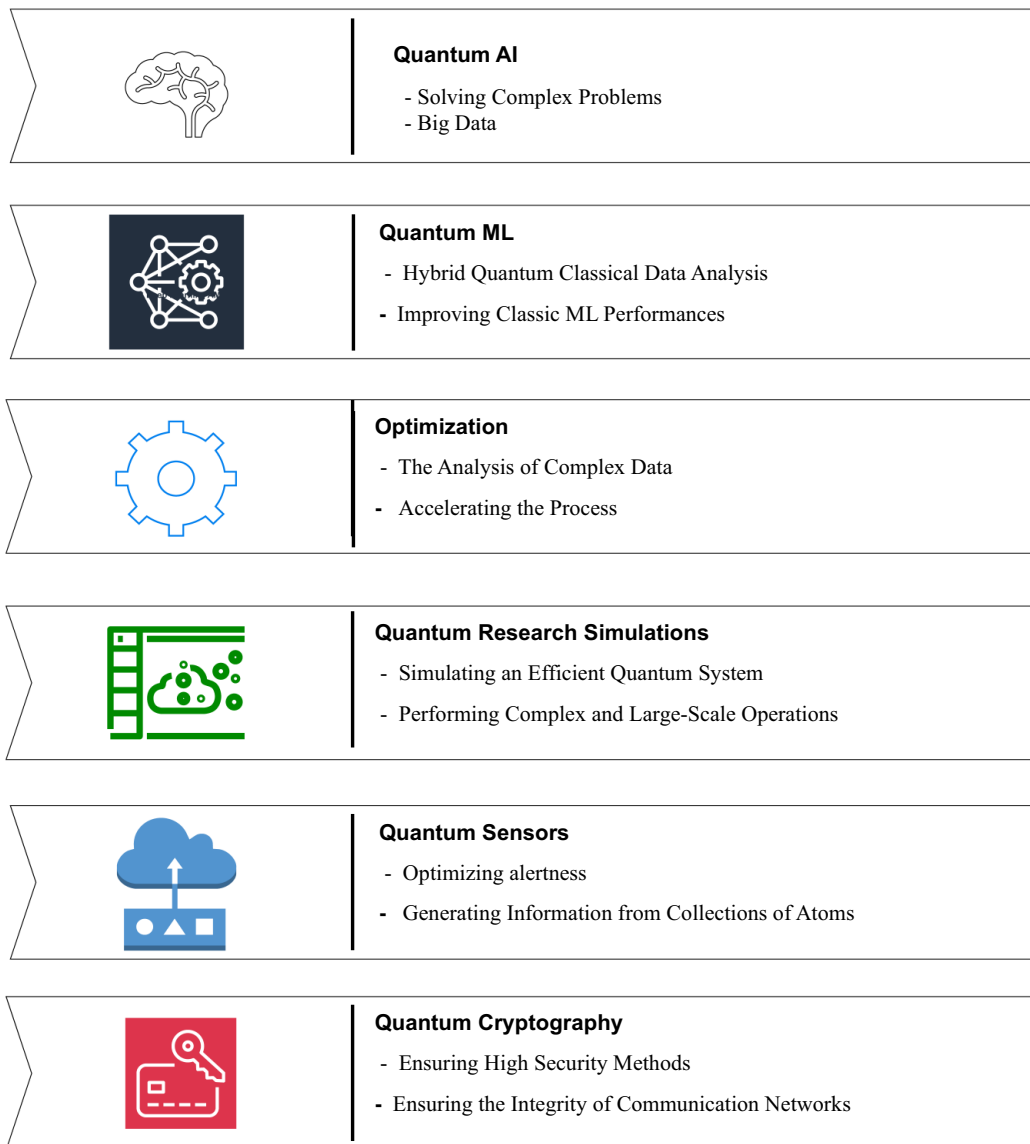 Quantum AI
- Solving Complex Problems
- Big Data
Quantum ML
- Hybrid Quantum Classical Data Analysis
- Improving Classic ML Performances
Optimization
- The Analysis of Complex Data
- Accelerating the Process
Quantum Research Simulations
- Simulating an Efficient Quantum System
- Performing Complex and Large-Scale Operations
Quantum Sensors
- Optimizing alertness
- Generating Information from Collections of Atoms
Quantum Cryptography
- Ensuring High Security Methods
- Ensuring the Integrity of Communication Networks